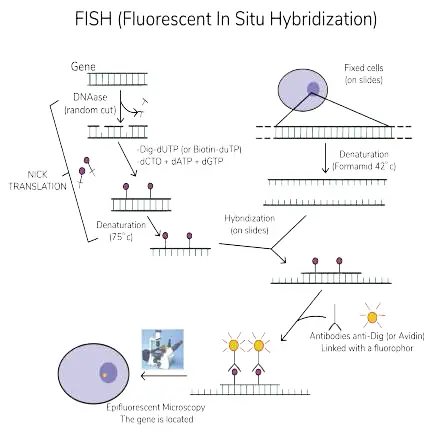 FISH (Fluorescent In Situ Hybridization)
Gene
DNAase
(random cut)
NICK
TRANSLATION
-Dig-dUTP (or Biotin-duTP)
-dCTO + dATP + dGTP
Denaturation
(75°c)
Fixed cells
(on slides)
Denaturation
(Formamid 42°c)
Hybridization
(on slides)
Antibodies anti-Dig (or Avidin)
Linked with a fluorophor
Epifluorescent Microscopy
The gene is located